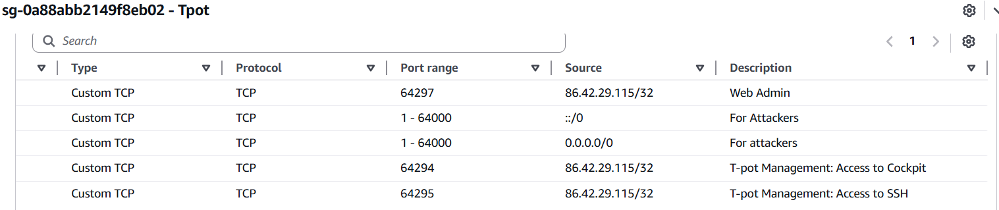 sg-0a88abb2149f8eb02 - Tpot
Search
1
Type Protocol Port range Source Description
Custom TCP TCP 64297 86.42.29.115/32 Web Admin
Custom TCP TCP 1 - 64000 ::/0 For Attackers
Custom TCP TCP 1 - 64000 0.0.0.0/0 For attackers
Custom TCP TCP 64294 86.42.29.115/32 T-pot Management: Access to Cockpit
Custom TCP TCP 64295 86.42.29.115/32 T-pot Management: Access to SSH